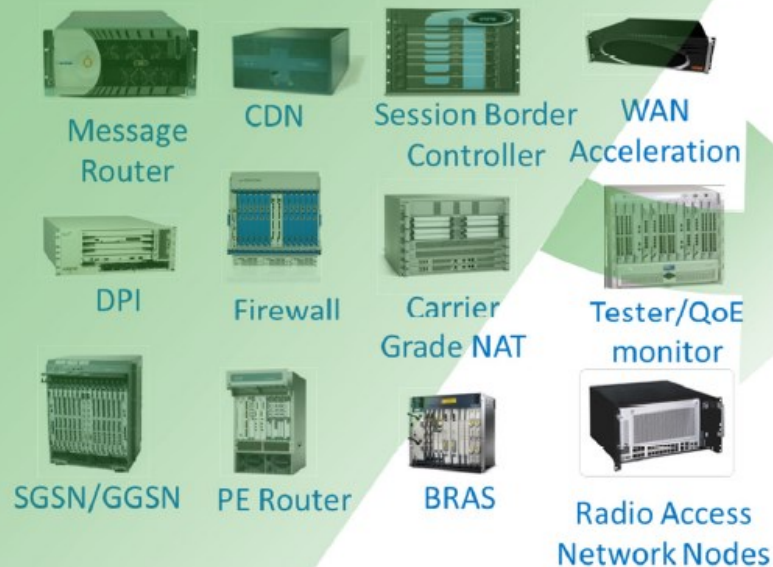 Message
Router
CDN
Session Border
Controller
WAN
Acceleration
DPI
Firewall
Carrier
Grade NAT
Tester/QoE
monitor
SGSN/GGSN
PE Router
BRAS
Radio Access
Network Nodes